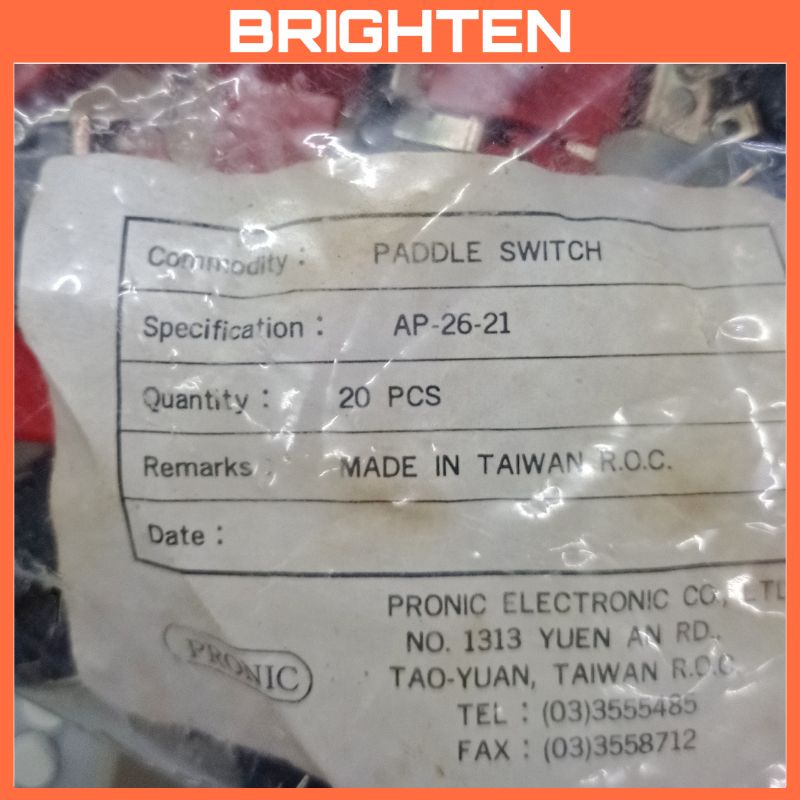 BRIGHTEN
Commodity : PADDLE SWITCH
Specification : AP-26-21
Quantity : 20 PCS
Remarks : MADE IN TAIWAN R.O.C.
Date :
PRONIC ELECTRONIC CO., LTD
NO. 1313 YUEN AN RD.,
TAO-YUAN, TAIWAN R.O.C.
PRONIC
TEL : (03)3555485
FAX : (03)3558712